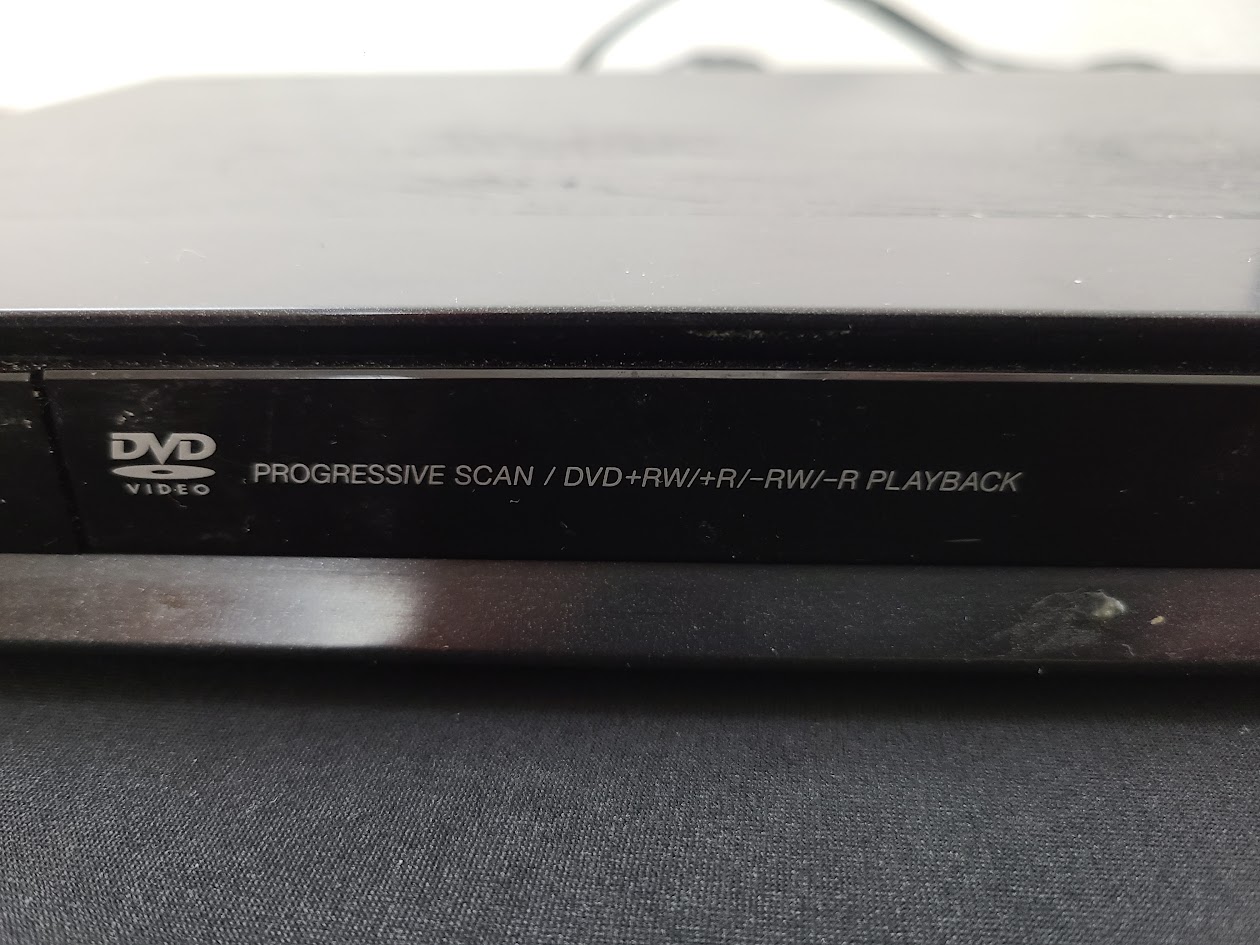 DVD
VIDEO
PROGRESSIVE SCAN / DVD+RW/+R/-RW/-R PLAYBACK